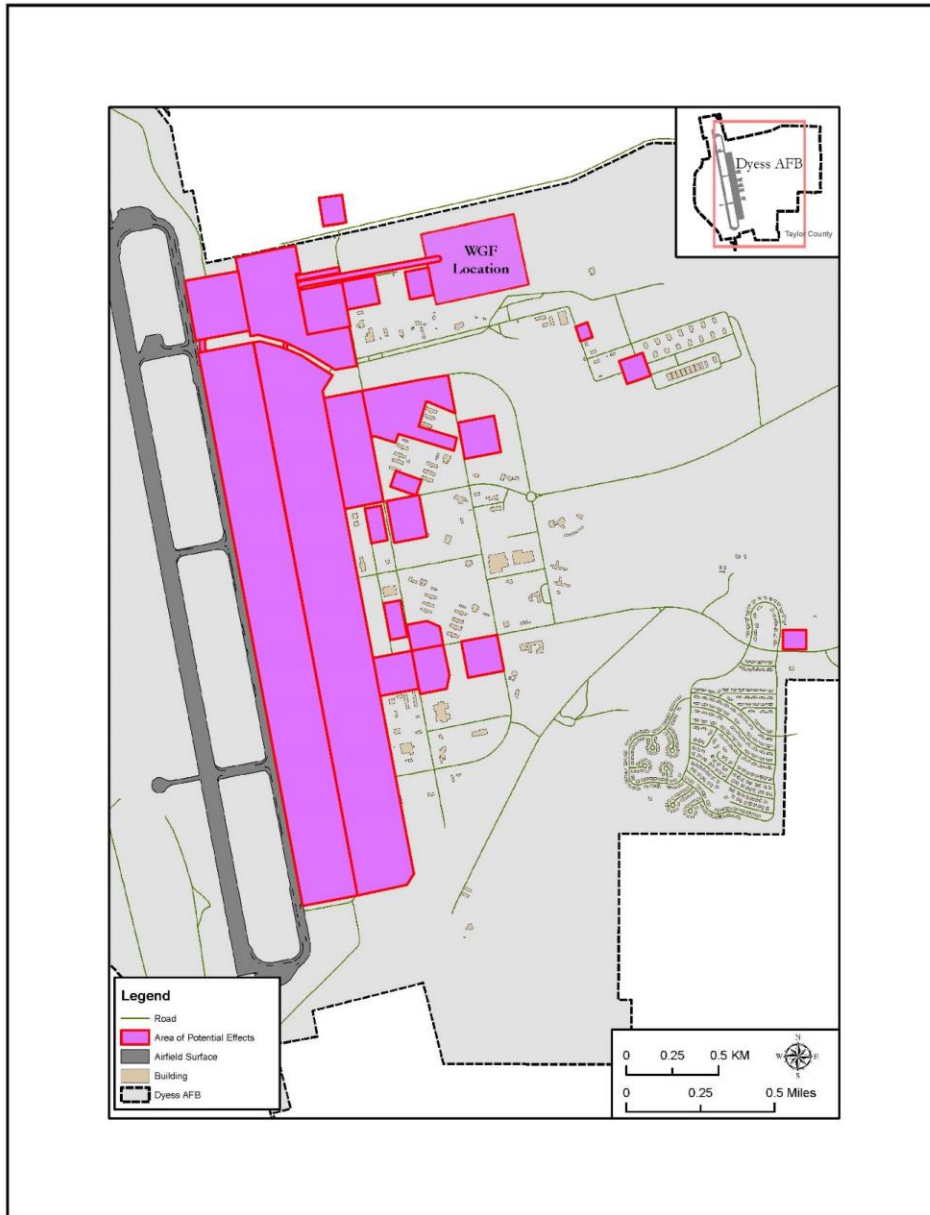 WGF
Location
Dyess AFB
Taylor County
Legend
Road
Area of Potential Effects
Airfield Surface
Building
Dyess AFB
0 0.25 0.5 KM
0 0.25 0.5 Miles
N
W E
S